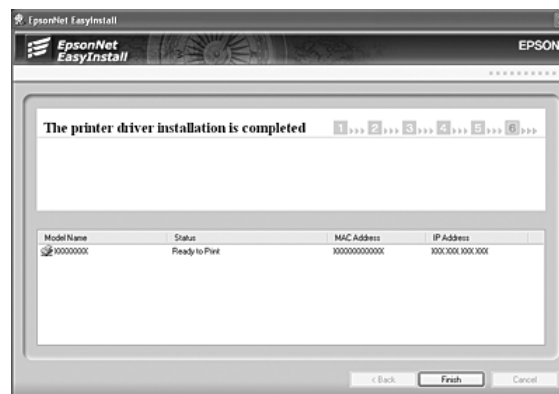 EpsonNet EasyInstall
EpsonNet
EasyInstall
EPSON
The printer driver installation is completed
1 2 3 4 5 6
Model Name Status MAC Address IP Address
XXXXXXXX Ready to Print XXXXXXXXXXXX XXX.XXX.XXX.XXX
< Back Finish Cancel